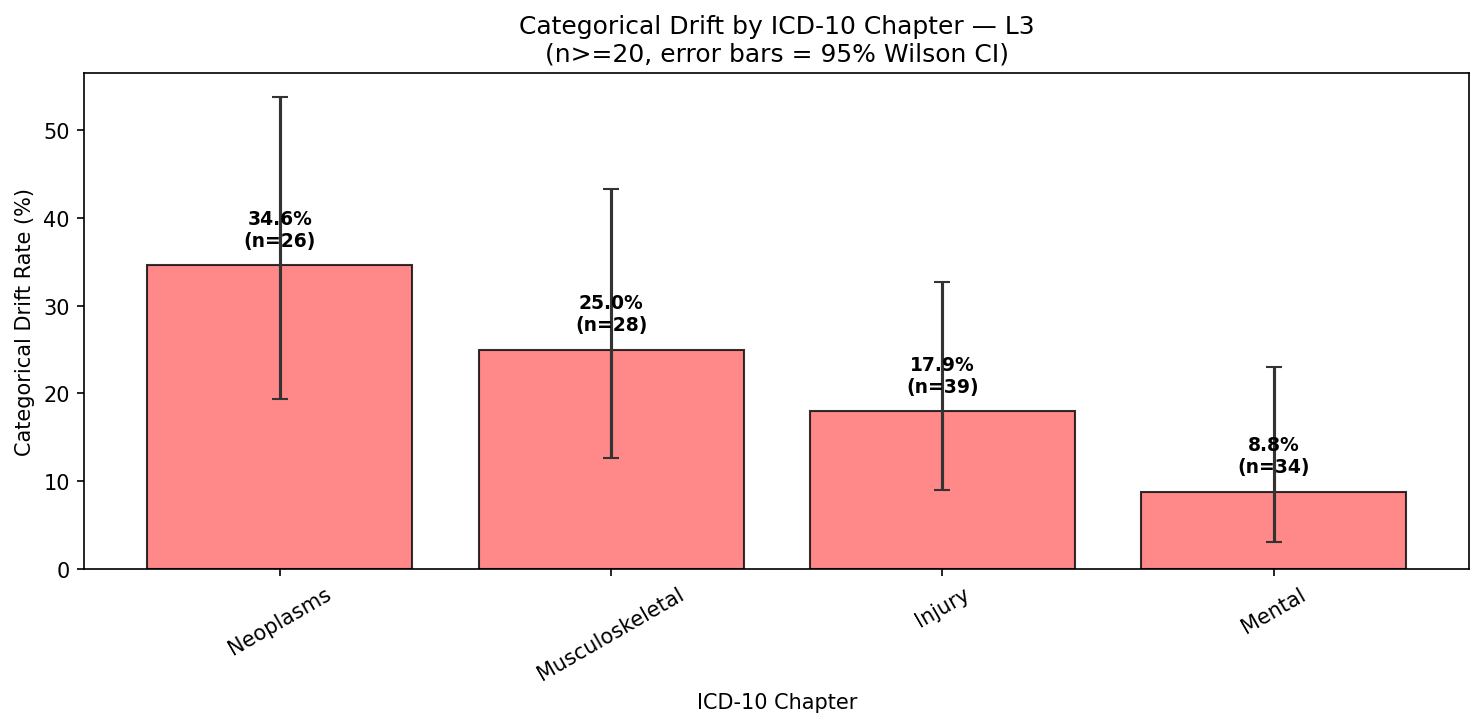 Categorical Drift by ICD-10 Chapter — L3
(n>=20, error bars = 95% Wilson CI)
Categorical Drift Rate (%)
50
40
30
20
10
0
34.6%
(n=26)
25.0%
(n=28)
17.9%
(n=39)
8.8%
(n=34)
Neoplasms
Musculoskeletal
Injury
Mental
ICD-10 Chapter